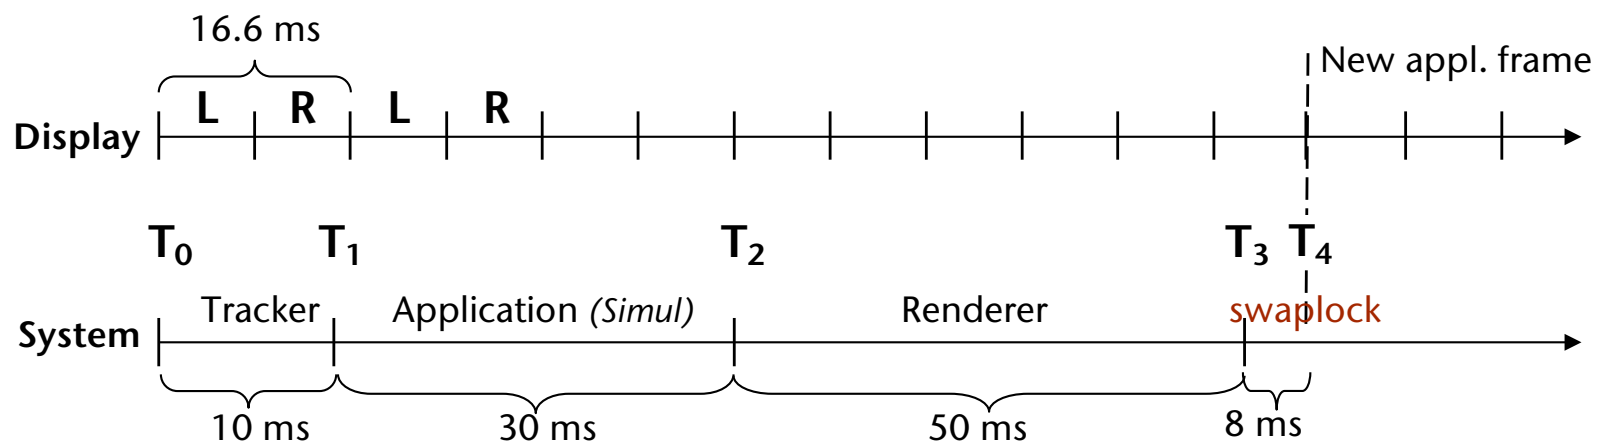 16.6 ms
New appl. frame
L R L R
Display
T0 T1 T2 T3 T4
Tracker Application (Simul) Renderer swaplock
System
10 ms 30 ms 50 ms 8 ms